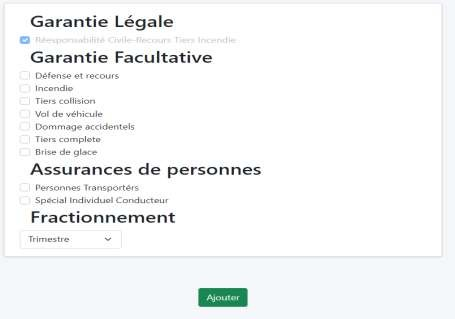 Garantie Légale
Réesponsabilité Civile-Recours Tiers Incendie
Garantie Facultative
Défense et recours
Incendie
Tiers collision
Vol de véhicule
Dommage accidentels
Tiers complete
Brise de glace
Assurances de personnes
Personnes Transportérs
Spécial Individuel Conducteur
Fractionnement
Trimestre
Ajouter